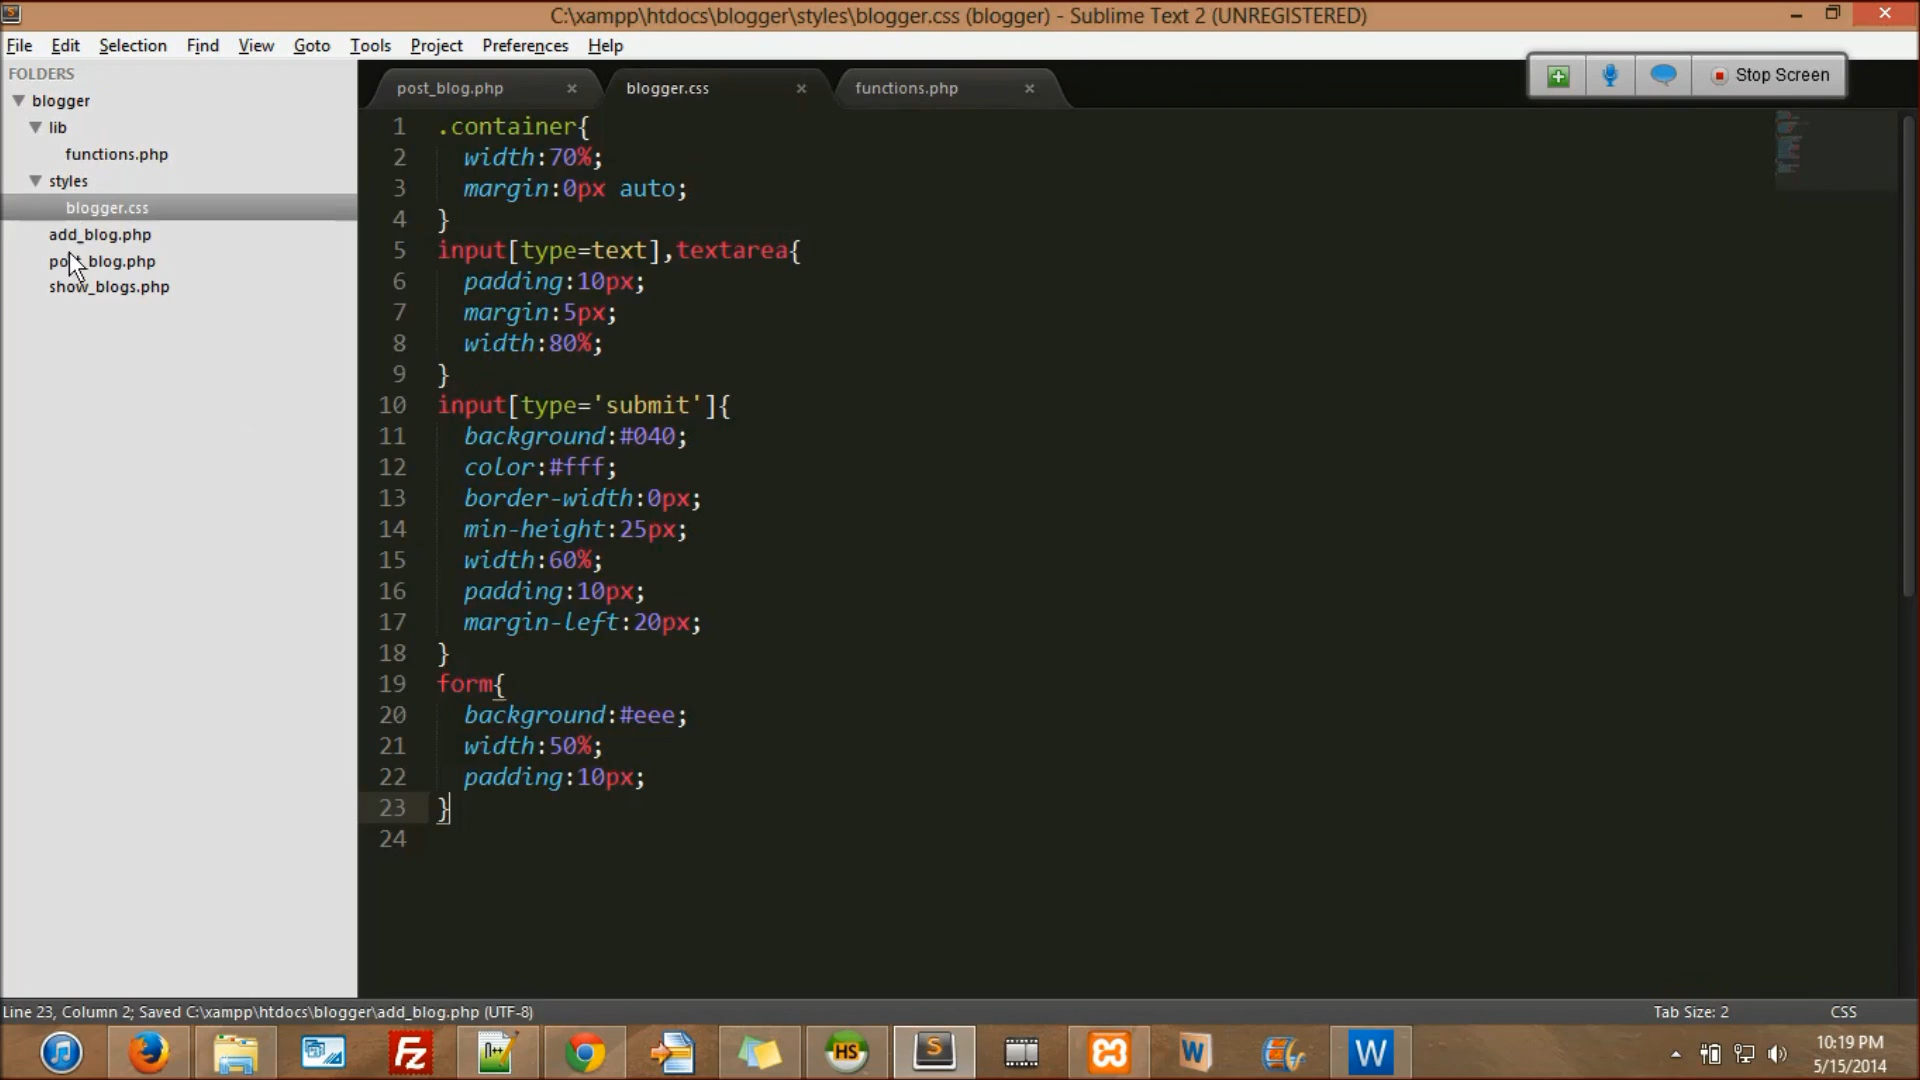 C:\xampp\htdocs\blogger\styles\blogger.css (blogger) - Sublime Text 2 (UNREGISTERED)
File Edit Selection Find View Goto Tools Project Preferences Help
Stop Screen
FOLDERS
blogger
lib
functions.php
styles
blogger.css
add_blog.php
post_blog.php
show_blogs.php
post_blog.php × blogger.css × functions.php ×
1 .container{
2 width:70%;
3 margin:0px auto;
4 }
5 input[type=text],textarea{
6 padding:10px;
7 margin:5px;
8 width:80%;
9 }
10 input[type='submit']{
11 background:#040;
12 color:#fff;
13 border-width:0px;
14 min-height:25px;
15 width:60%;
16 padding:10px;
17 margin-left:20px;
18 }
19 form{
20 background:#eee;
21 width:50%;
22 padding:10px;
23 }
24
Line 23, Column 2; Saved C:\xampp\htdocs\blogger\add_blog.php (UTF-8) Tab Size: 2 CSS
10:19 PM
5/15/2014